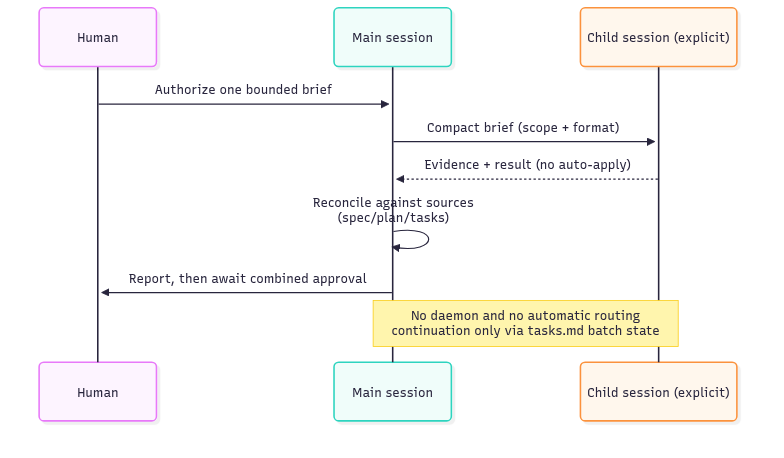 Human
Main session
Child session (explicit)
Authorize one bounded brief
Compact brief (scope + format)
Evidence + result (no auto-apply)
Reconcile against sources
(spec/plan/tasks)
Report, then await combined approval
No daemon and no automatic routing
continuation only via tasks.md batch state
Human
Main session
Child session (explicit)